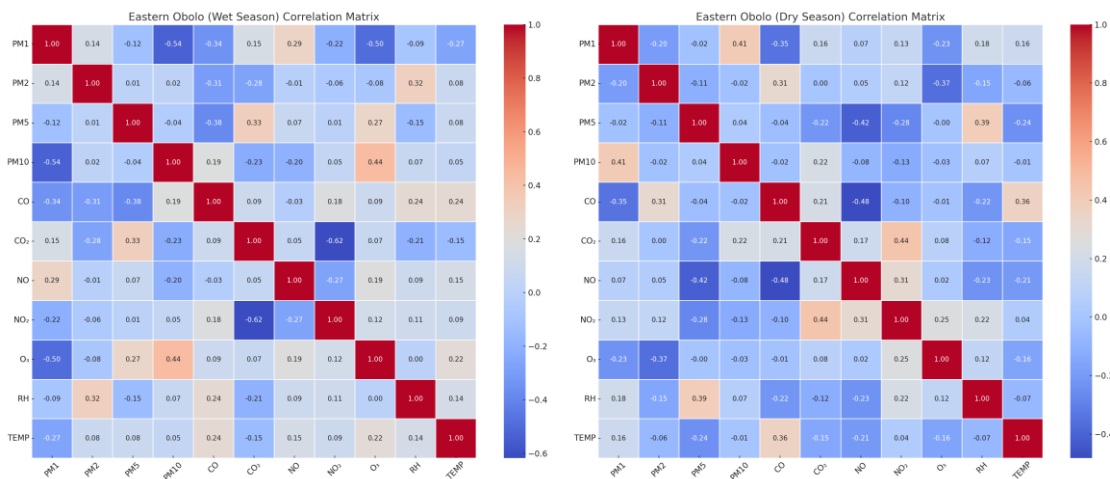 Eastern Obolo (Wet Season) Correlation Matrix
PM1 1.00 0.14 -0.12 -0.54 -0.34 0.15 0.29 -0.22 -0.50 -0.09 -0.27
PM2 0.14 1.00 0.01 0.02 -0.31 -0.28 -0.01 -0.06 -0.08 0.32 0.08
PM5 -0.12 0.01 1.00 -0.04 -0.38 0.33 0.07 0.01 0.27 -0.15 0.08
PM10 -0.54 0.02 -0.04 1.00 0.19 -0.23 -0.20 0.05 0.44 0.07 0.05
CO -0.34 -0.31 -0.38 0.19 1.00 0.09 -0.03 0.18 0.09 0.24 0.24
CO₂ 0.15 -0.28 0.33 -0.23 0.09 1.00 0.05 -0.62 0.07 -0.21 -0.15
NO 0.29 -0.01 0.07 -0.20 -0.03 0.05 1.00 -0.27 0.19 0.09 0.15
NO₂ -0.22 -0.06 0.01 0.05 0.18 -0.62 -0.27 1.00 0.12 0.11 0.09
O₃ -0.50 -0.08 0.27 0.44 0.09 0.07 0.19 0.12 1.00 0.00 0.22
RH -0.09 0.32 -0.15 0.07 0.24 -0.21 0.09 0.11 0.00 1.00 0.14
TEMP -0.27 0.08 0.08 0.05 0.24 -0.15 0.15 0.09 0.22 0.14 1.00
PM1 PM2 PM5 PM10 CO CO₂ NO NO₂ O₃ RH TEMP
1.0
0.8
0.6
0.4
0.2
0.0
−0.2
−0.4
−0.6
Eastern Obolo (Dry Season) Correlation Matrix
PM1 1.00 -0.20 -0.02 0.41 -0.35 0.16 0.07 0.13 -0.23 0.18 0.16
PM2 -0.20 1.00 -0.11 -0.02 0.31 0.00 0.05 0.12 -0.37 -0.15 -0.06
PM5 -0.02 -0.11 1.00 0.04 -0.04 -0.22 -0.42 -0.28 -0.00 0.39 -0.24
PM10 0.41 -0.02 0.04 1.00 -0.02 0.22 -0.08 -0.13 -0.03 0.07 -0.01
CO -0.35 0.31 -0.04 -0.02 1.00 0.21 -0.48 -0.10 -0.01 -0.22 0.36
CO₂ 0.16 0.00 -0.22 0.22 0.21 1.00 0.17 0.44 0.08 -0.12 -0.15
NO 0.07 0.05 -0.42 -0.08 -0.48 0.17 1.00 0.31 0.02 -0.23 -0.21
NO₂ 0.13 0.12 -0.28 -0.13 -0.10 0.44 0.31 1.00 0.25 0.22 0.04
O₃ -0.23 -0.37 -0.00 -0.03 -0.01 0.08 0.02 0.25 1.00 0.12 -0.16
RH 0.18 -0.15 0.39 0.07 -0.22 -0.12 -0.23 0.22 0.12 1.00 -0.07
TEMP 0.16 -0.06 -0.24 -0.01 0.36 -0.15 -0.21 0.04 -0.16 -0.07 1.00
PM1 PM2 PM5 PM10 CO CO₂ NO NO₂ O₃ RH TEMP
1.0
0.8
0.6
0.4
0.2
0.0
−0.2
−0.4